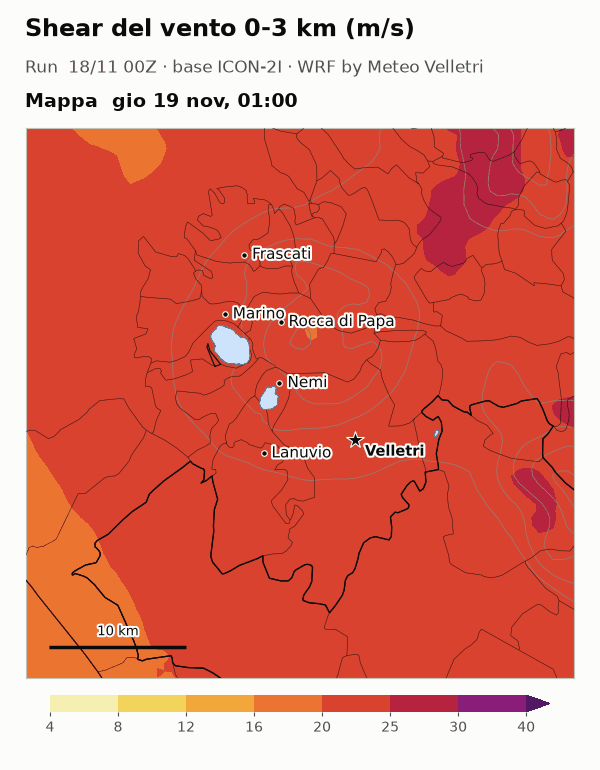 Shear del vento 0-3 km (m/s)
Run  18/11 00Z · base ICON-2I · WRF by Meteo Velletri
Mappa  gio 19 nov, 01:00
Frascati
Marino
Rocca di Papa
Nemi
Velletri
Lanuvio
10 km
4 8 12 16 20 25 30 40